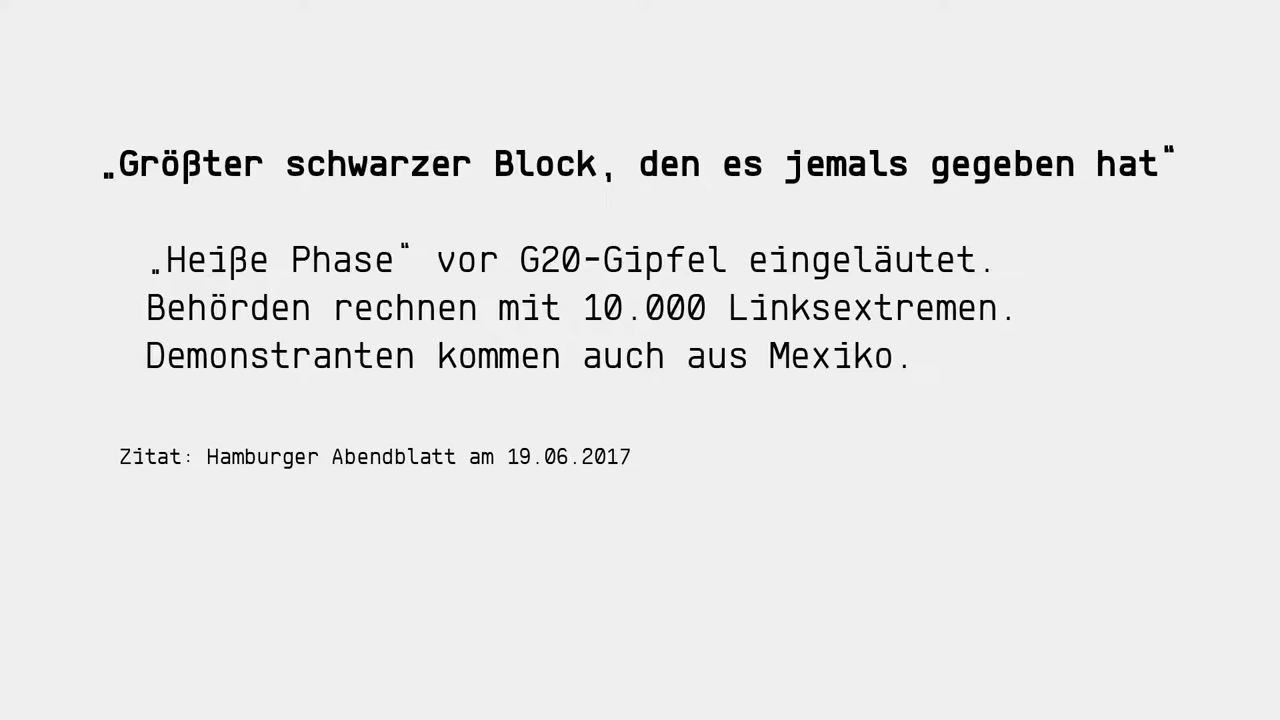 „Größter schwarzer Block, den es jemals gegeben hat“
„Heiße Phase“ vor G20-Gipfel eingeläutet.
Behörden rechnen mit 10.000 Linksextremen.
Demonstranten kommen auch aus Mexiko.
Zitat: Hamburger Abendblatt am 19.06.2017